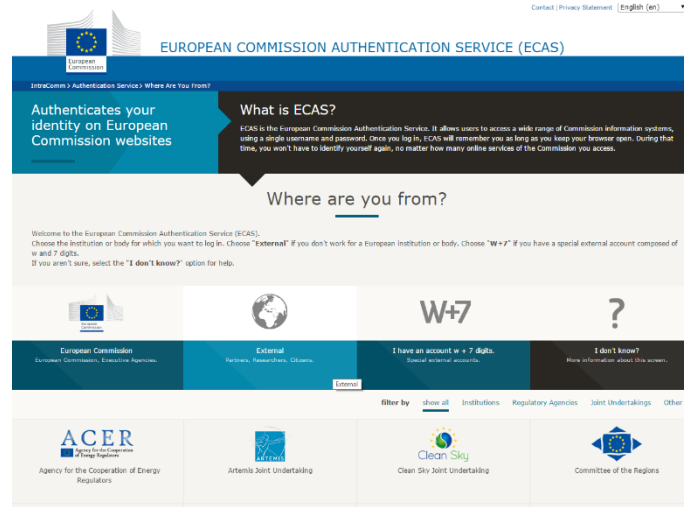 Contact | Privacy Statement English (en)
EUROPEAN COMMISSION AUTHENTICATION SERVICE (ECAS)
European
Commission
IntraComm > Authentication Service > Where Are You From?
Authenticates your
identity on European
Commission websites
What is ECAS?
ECAS is the European Commission Authentication Service. It allows users to access a wide range of Commission information systems,
using a single username and password. Once you log in, ECAS will remember you as long as you keep your browser open. During that
time, you won't have to identify yourself again, no matter how many online services of the Commission you access.
Where are you from?
Welcome to the European Commission Authentication Service (ECAS).
Choose the institution or body for which you want to log in. Choose "External" if you don't work for a European institution or body. Choose "W+7" if you have a special external account composed of
w and 7 digits.
If you aren't sure, select the "I don't know?" option for help.
W+7
?
European Commission
European Commission, Executive Agencies.
External
Partners, Researchers, Citizens.
I have an account w + 7 digits.
Special external accounts.
I don't know?
More information about this screen.
External
filter by show all Institutions Regulatory Agencies Joint Undertakings Other
ACER
Agency for the Cooperation
of Energy Regulators
ARTEMIS
Clean Sky
Agency for the Cooperation of Energy
Regulators
Artemis Joint Undertaking
Clean Sky Joint Undertaking
Committee of the Regions